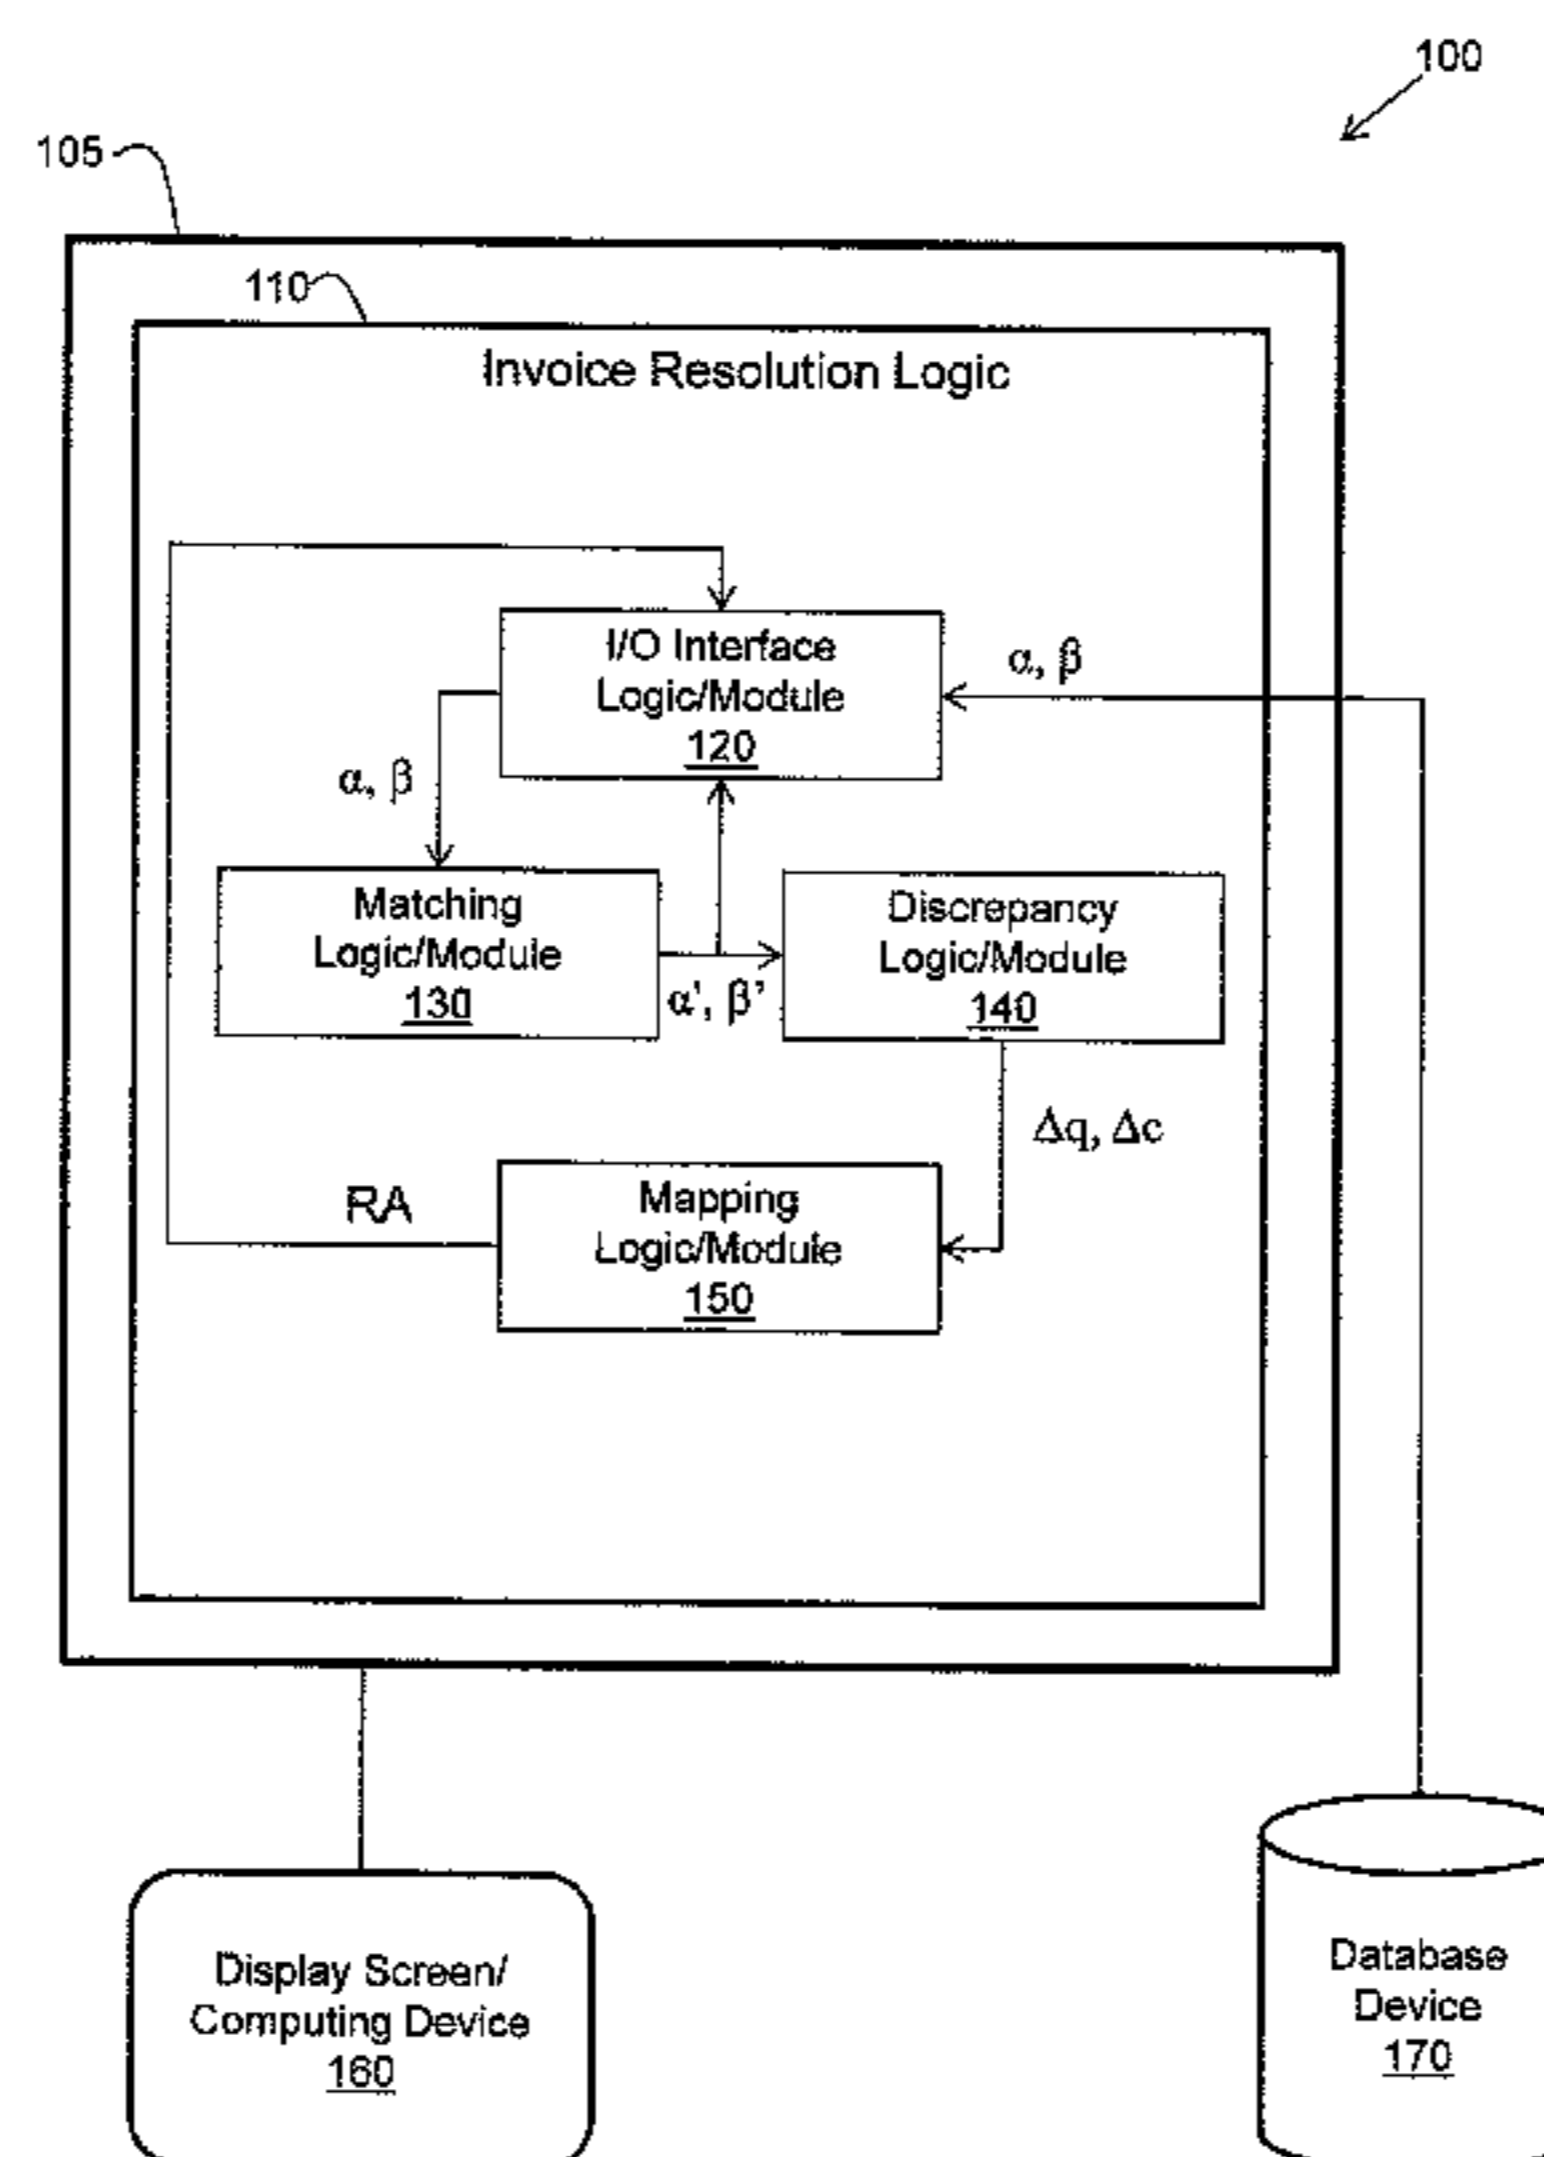 100
105
110
Invoice Resolution Logic
I/O Interface
Logic/Module
120
α, β
α, β
Matching
Logic/Module
130
α', β'
Discrepancy
Logic/Module
140
Δq, Δc
RA
Mapping
Logic/Module
150
Display Screen/
Computing Device
160
Database
Device
170